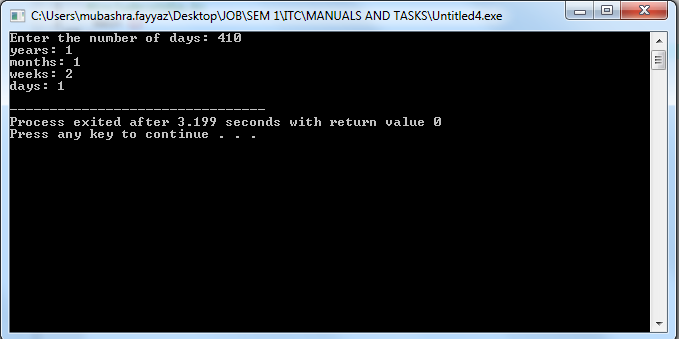 C:\Users\mubashra.fayyaz\Desktop\JOB\SEM 1\ITC\MANUALS AND TASKS\Untitled4.exe
Enter the number of days: 410
years: 1
months: 1
weeks: 2
days: 1
--------------------------------
Process exited after 3.199 seconds with return value 0
Press any key to continue . . .